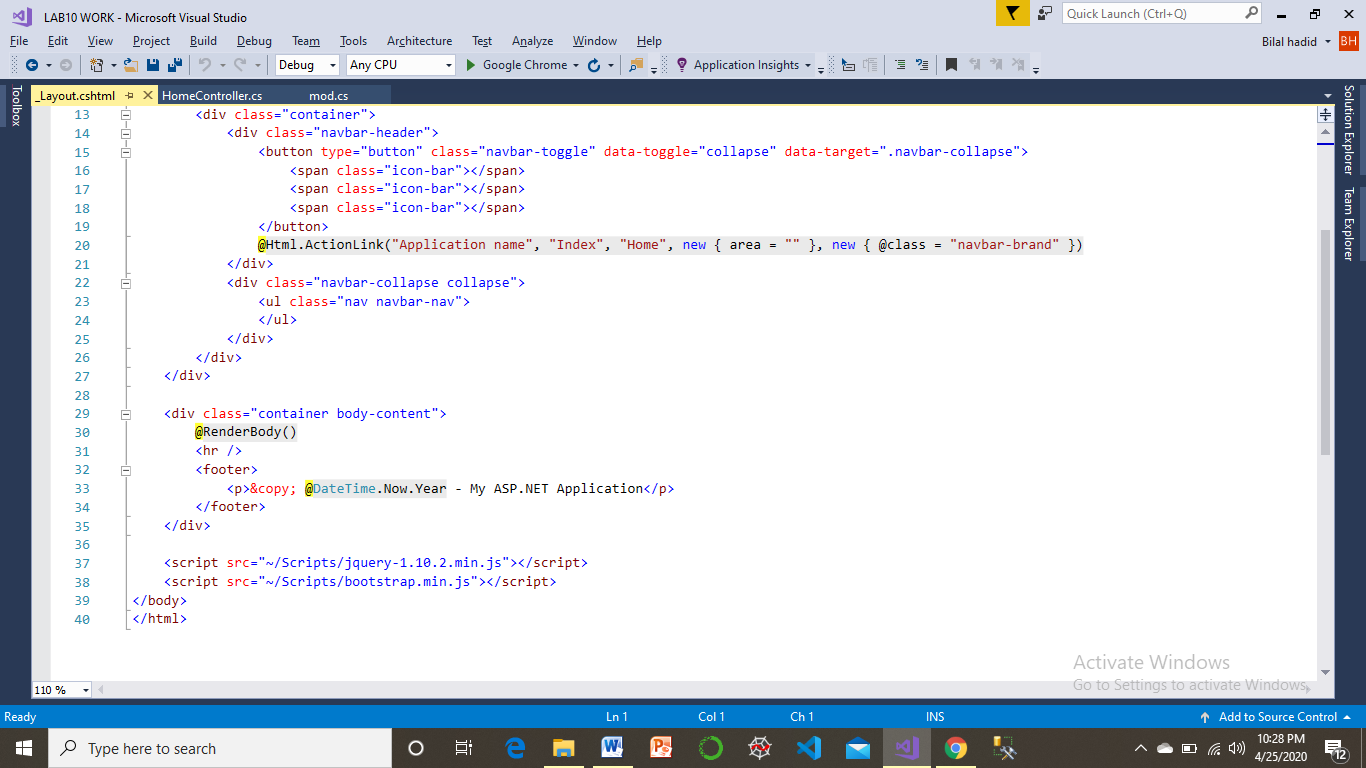 LAB10 WORK - Microsoft Visual Studio
Quick Launch (Ctrl+Q)
File Edit View Project Build Debug Team Tools Architecture Test Analyze Window Help
Bilal hadid
BH
Debug
Any CPU
Google Chrome
Application Insights
Toolbox
_Layout.cshtml
HomeController.cs
mod.cs
Solution Explorer
Team Explorer
13 <div class="container">
14 <div class="navbar-header">
15 <button type="button" class="navbar-toggle" data-toggle="collapse" data-target=".navbar-collapse">
16 <span class="icon-bar"></span>
17 <span class="icon-bar"></span>
18 <span class="icon-bar"></span>
19 </button>
20 @Html.ActionLink("Application name", "Index", "Home", new { area = "" }, new { @class = "navbar-brand" })
21 </div>
22 <div class="navbar-collapse collapse">
23 <ul class="nav navbar-nav">
24 </ul>
25 </div>
26 </div>
27 </div>
28
29 <div class="container body-content">
30 @RenderBody()
31 <hr />
32 <footer>
33 <p>&copy; @DateTime.Now.Year - My ASP.NET Application</p>
34 </footer>
35 </div>
36
37 <script src="~/Scripts/jquery-1.10.2.min.js"></script>
38 <script src="~/Scripts/bootstrap.min.js"></script>
39 </body>
40 </html>
Activate Windows
Go to Settings to activate Windows.
110 %
Ready
Ln 1
Col 1
Ch 1
INS
Add to Source Control
Type here to search
10:28 PM
4/25/2020
12